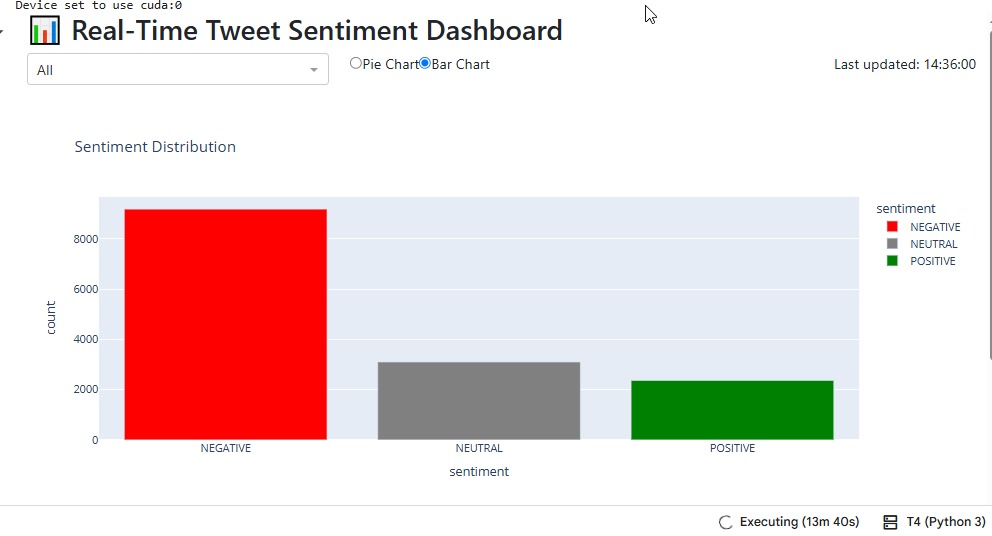 Device set to use cuda:0
Real-Time Tweet Sentiment Dashboard
All
Pie Chart Bar Chart
Last updated: 14:36:00
Sentiment Distribution
sentiment
NEGATIVE
NEUTRAL
POSITIVE
8000
6000
4000
2000
0
count
NEGATIVE NEUTRAL POSITIVE
sentiment
Executing (13m 40s) T4 (Python 3)